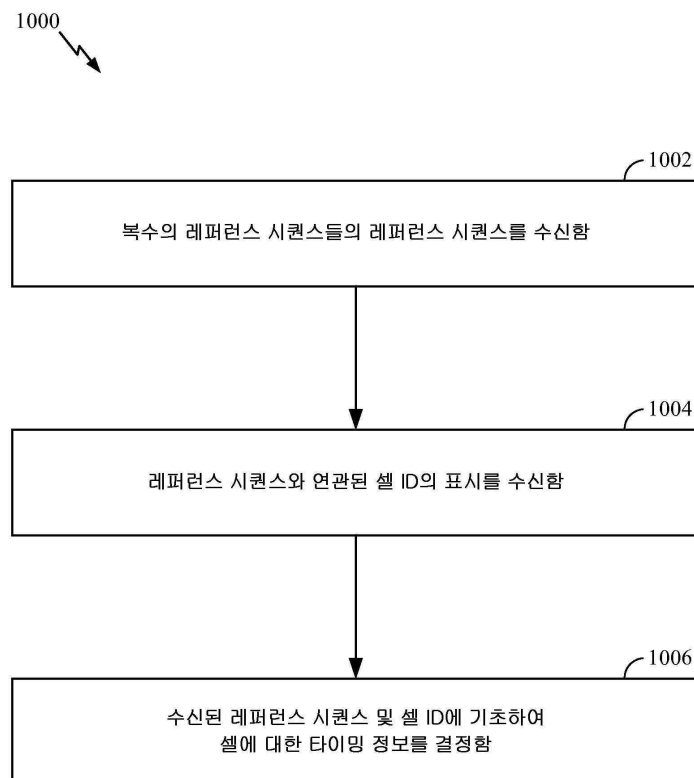 1000
1002
복수의 레퍼런스 시퀀스들의 레퍼런스 시퀀스를 수신함
1004
레퍼런스 시퀀스와 연관된 셀 ID의 표시를 수신함
1006
수신된 레퍼런스 시퀀스 및 셀 ID에 기초하여
셀에 대한 타이밍 정보를 결정함